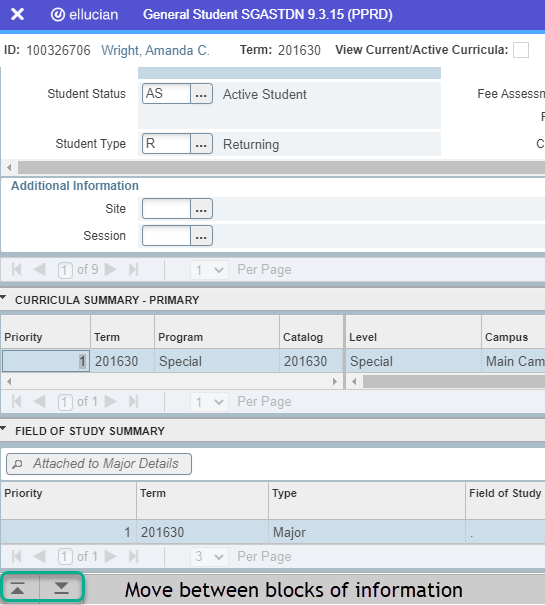 ellucian General Student SGASTDN 9.3.15 (PPRD)
ID: 100326706 Wright, Amanda C. Term: 201630 View Current/Active Curricula:
Student Status AS ... Active Student Fee Assessm
Student Type R ... Returning C
Additional Information
Site ...
Session ...
1 of 9 1 Per Page
CURRICULA SUMMARY - PRIMARY
Priority Term Program Catalog Level Campus
1 201630 Special 201630 Special Main Cam
1 of 1 1 Per Page
FIELD OF STUDY SUMMARY
Attached to Major Details
Priority Term Type Field of Study
1 201630 Major .
1 of 1 3 Per Page
Move between blocks of information